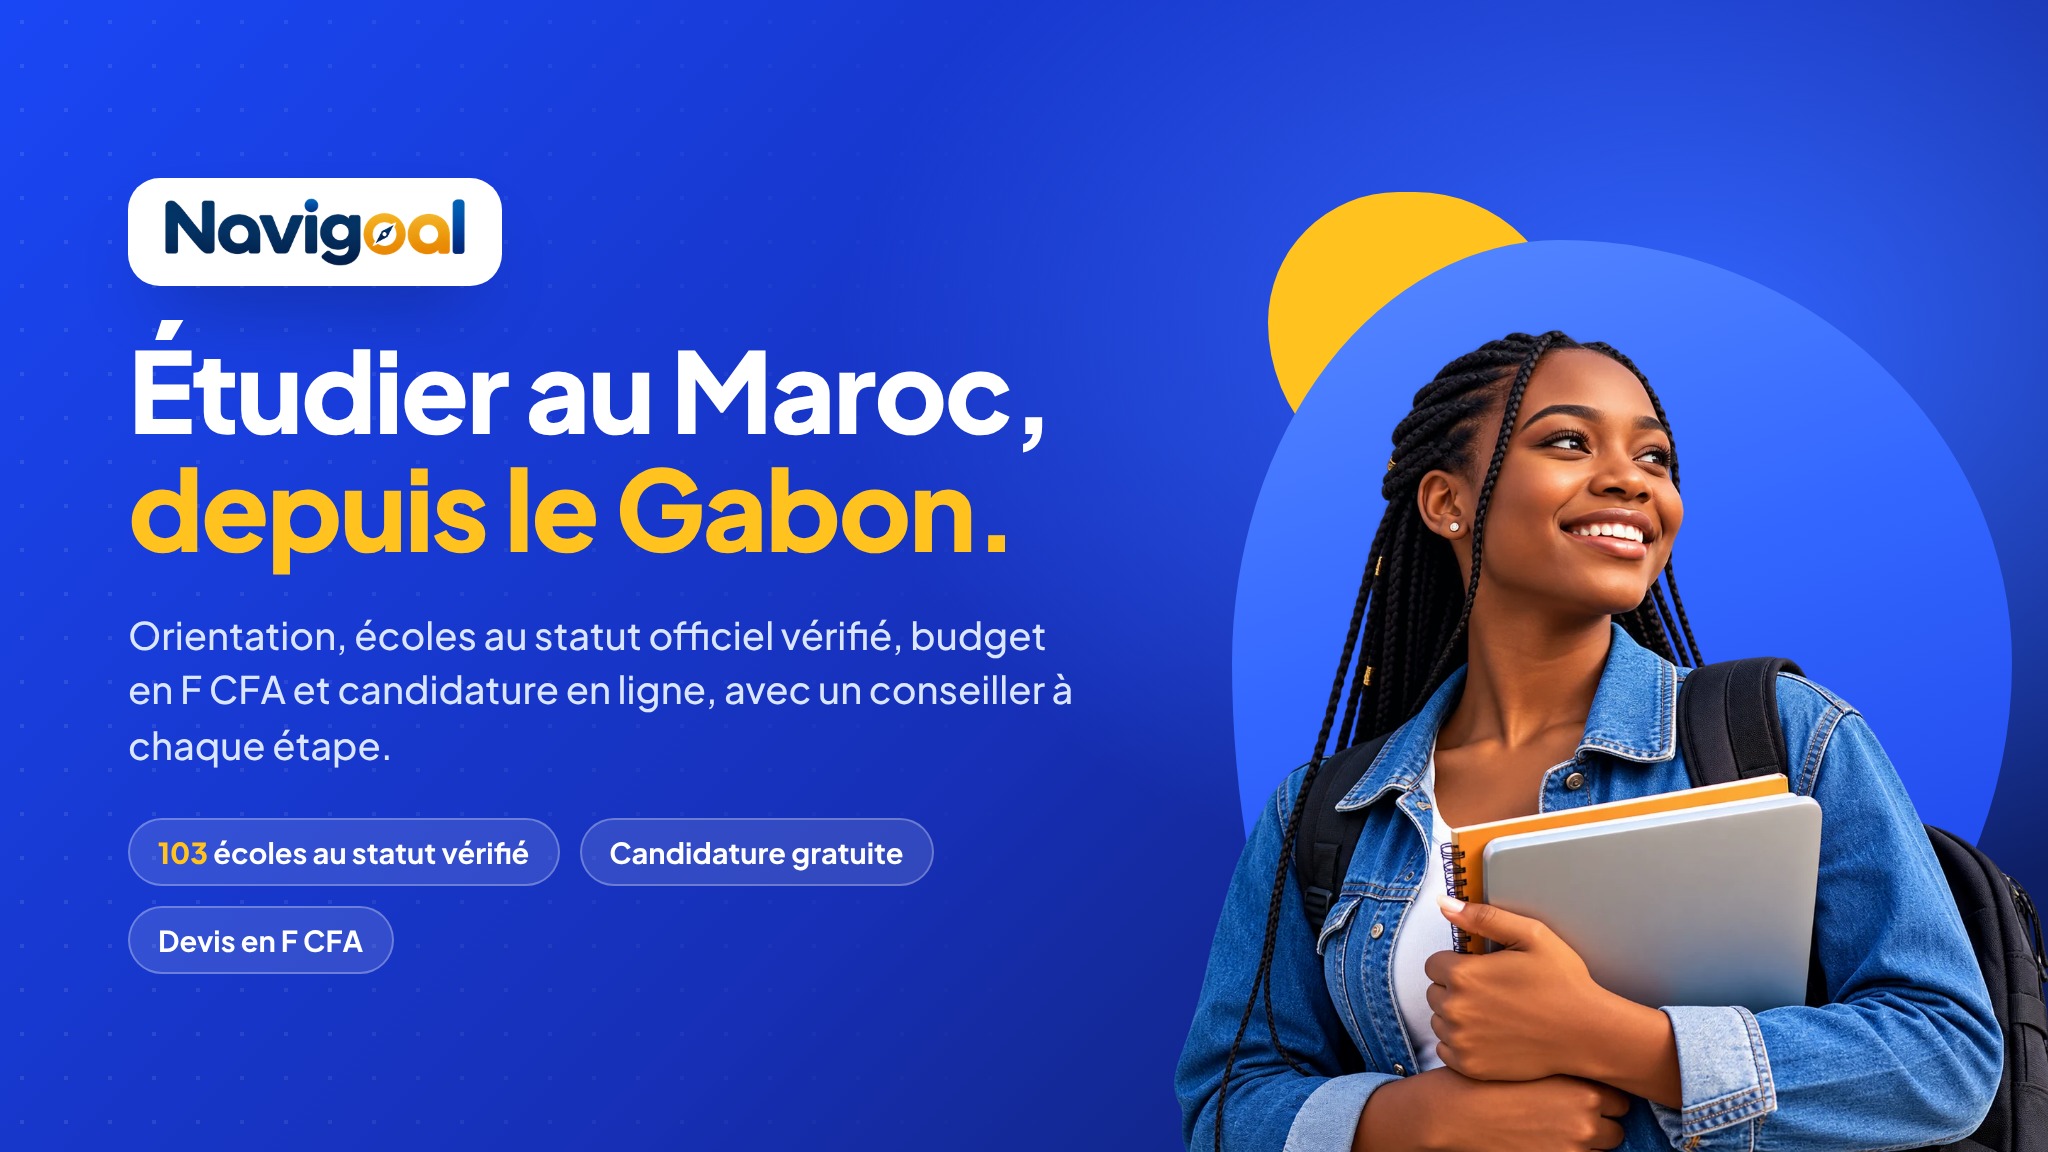 Navigoal
Étudier au Maroc,
depuis le Gabon.
Orientation, écoles au statut officiel vérifié, budget
en F CFA et candidature en ligne, avec un conseiller à
chaque étape.
103 écoles au statut vérifié
Candidature gratuite
Devis en F CFA